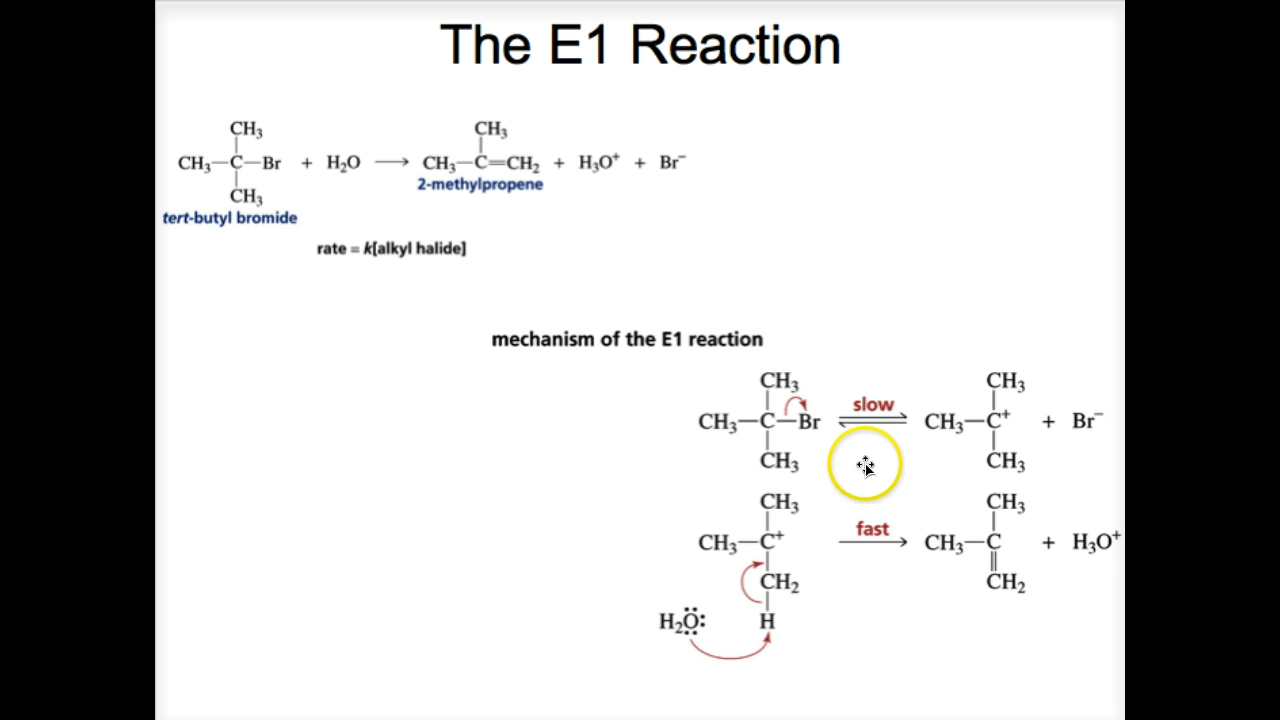 The E1 Reaction
CH₃
CH₃—C—Br + H₂O ⟶ CH₃—C=CH₂ + H₃O⁺ + Br⁻
CH₃
CH₃
2-methylpropene
tert-butyl bromide
rate = k[alkyl halide]
mechanism of the E1 reaction
CH₃ CH₃
slow
CH₃—C—Br ⇌ CH₃—C⁺ + Br⁻
CH₃ CH₃
CH₃ CH₃
fast
CH₃—C⁺ ⟶ CH₃—C + H₃O⁺
CH₂ CH₂
H₂Ö: H